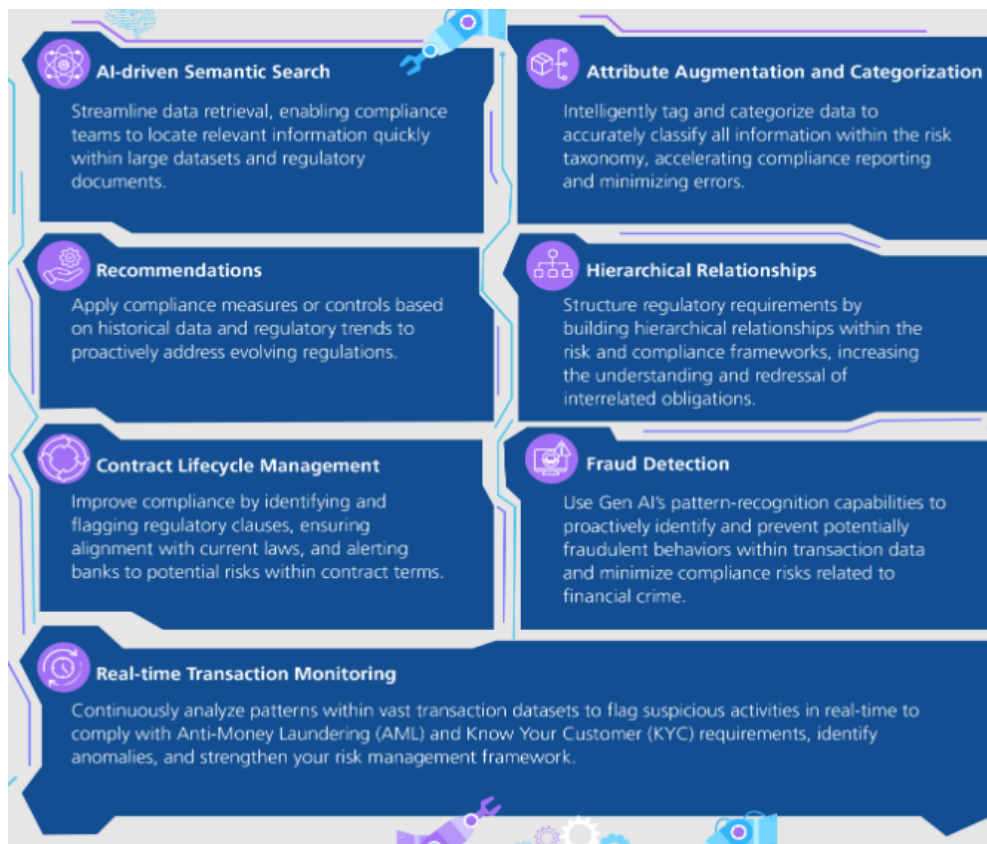 AI-driven Semantic Search
Streamline data retrieval, enabling compliance
teams to locate relevant information quickly
within large datasets and regulatory
documents.
Attribute Augmentation and Categorization
Intelligently tag and categorize data to
accurately classify all information within the risk
taxonomy, accelerating compliance reporting
and minimizing errors.
Recommendations
Apply compliance measures or controls based
on historical data and regulatory trends to
proactively address evolving regulations.
Hierarchical Relationships
Structure regulatory requirements by
building hierarchical relationships within the
risk and compliance frameworks, increasing
the understanding and redressal of
interrelated obligations.
Contract Lifecycle Management
Improve compliance by identifying and
flagging regulatory clauses, ensuring
alignment with current laws, and alerting
banks to potential risks within contract terms.
Fraud Detection
Use Gen AI’s pattern-recognition capabilities to
proactively identify and prevent potentially
fraudulent behaviors within transaction data
and minimize compliance risks related to
financial crime.
Real-time Transaction Monitoring
Continuously analyze patterns within vast transaction datasets to flag suspicious activities in real-time to
comply with Anti-Money Laundering (AML) and Know Your Customer (KYC) requirements, identify
anomalies, and strengthen your risk management framework.